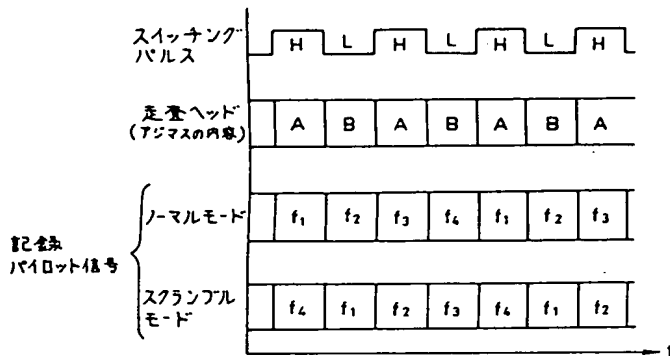 スイッチング
パルス
H L H L H L H
走査ヘッド
(アジマスの内容)
A B A B A B A
記録
パイロット信号
ノーマルモード
f₁ f₂ f₃ f₄ f₁ f₂ f₃
スクランブル
モード
f₄ f₁ f₂ f₃ f₄ f₁ f₂
t